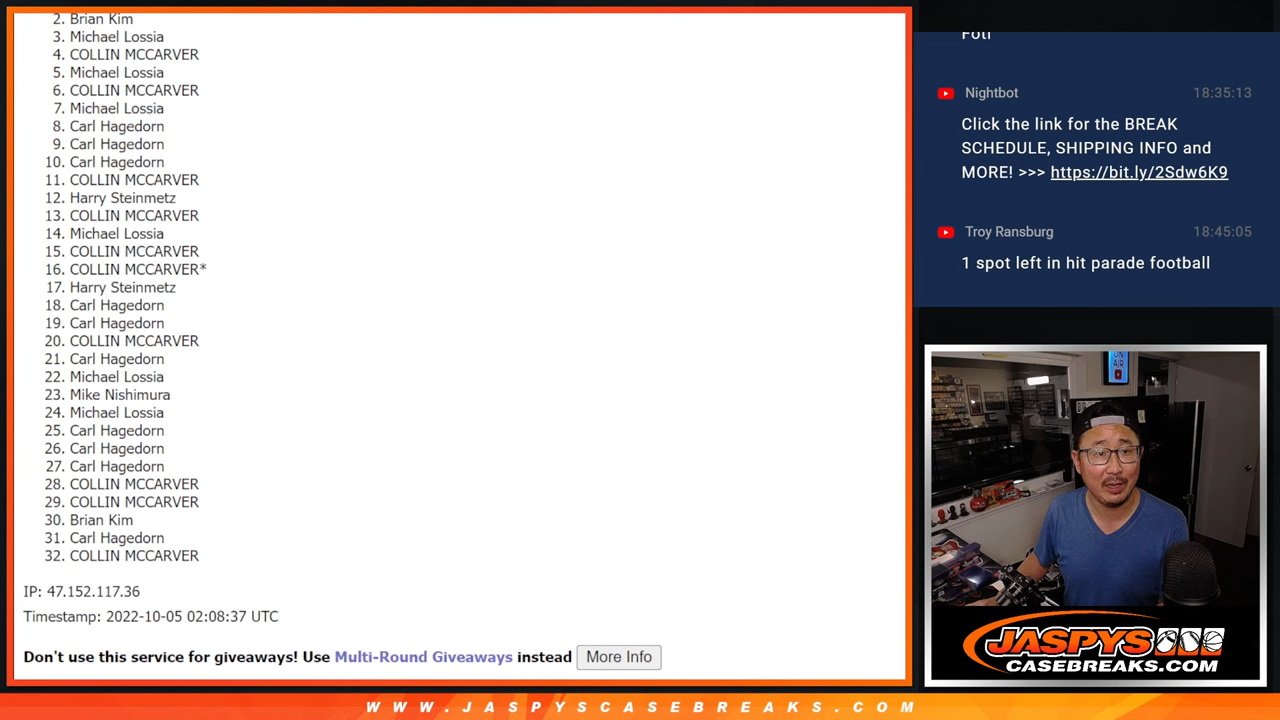 2. Brian Kim
3. Michael Lossia
4. COLLIN MCCARVER
5. Michael Lossia
6. COLLIN MCCARVER
7. Michael Lossia
8. Carl Hagedorn
9. Carl Hagedorn
10. Carl Hagedorn
11. COLLIN MCCARVER
12. Harry Steinmetz
13. COLLIN MCCARVER
14. Michael Lossia
15. COLLIN MCCARVER
16. COLLIN MCCARVER*
17. Harry Steinmetz
18. Carl Hagedorn
19. Carl Hagedorn
20. COLLIN MCCARVER
21. Carl Hagedorn
22. Michael Lossia
23. Mike Nishimura
24. Michael Lossia
25. Carl Hagedorn
26. Carl Hagedorn
27. Carl Hagedorn
28. COLLIN MCCARVER
29. COLLIN MCCARVER
30. Brian Kim
31. Carl Hagedorn
32. COLLIN MCCARVER
IP: 47.152.117.36
Timestamp: 2022-10-05 02:08:37 UTC
Don't use this service for giveaways! Use Multi-Round Giveaways instead More Info
Foti
Nightbot 18:35:13
Click the link for the BREAK
SCHEDULE, SHIPPING INFO and
MORE! >>> https://bit.ly/2Sdw6K9
Troy Ransburg 18:45:05
1 spot left in hit parade football
ON
AIR
JASPYS
CASEBREAKS.COM
WWW.JASPYSCASEBREAKS.COM